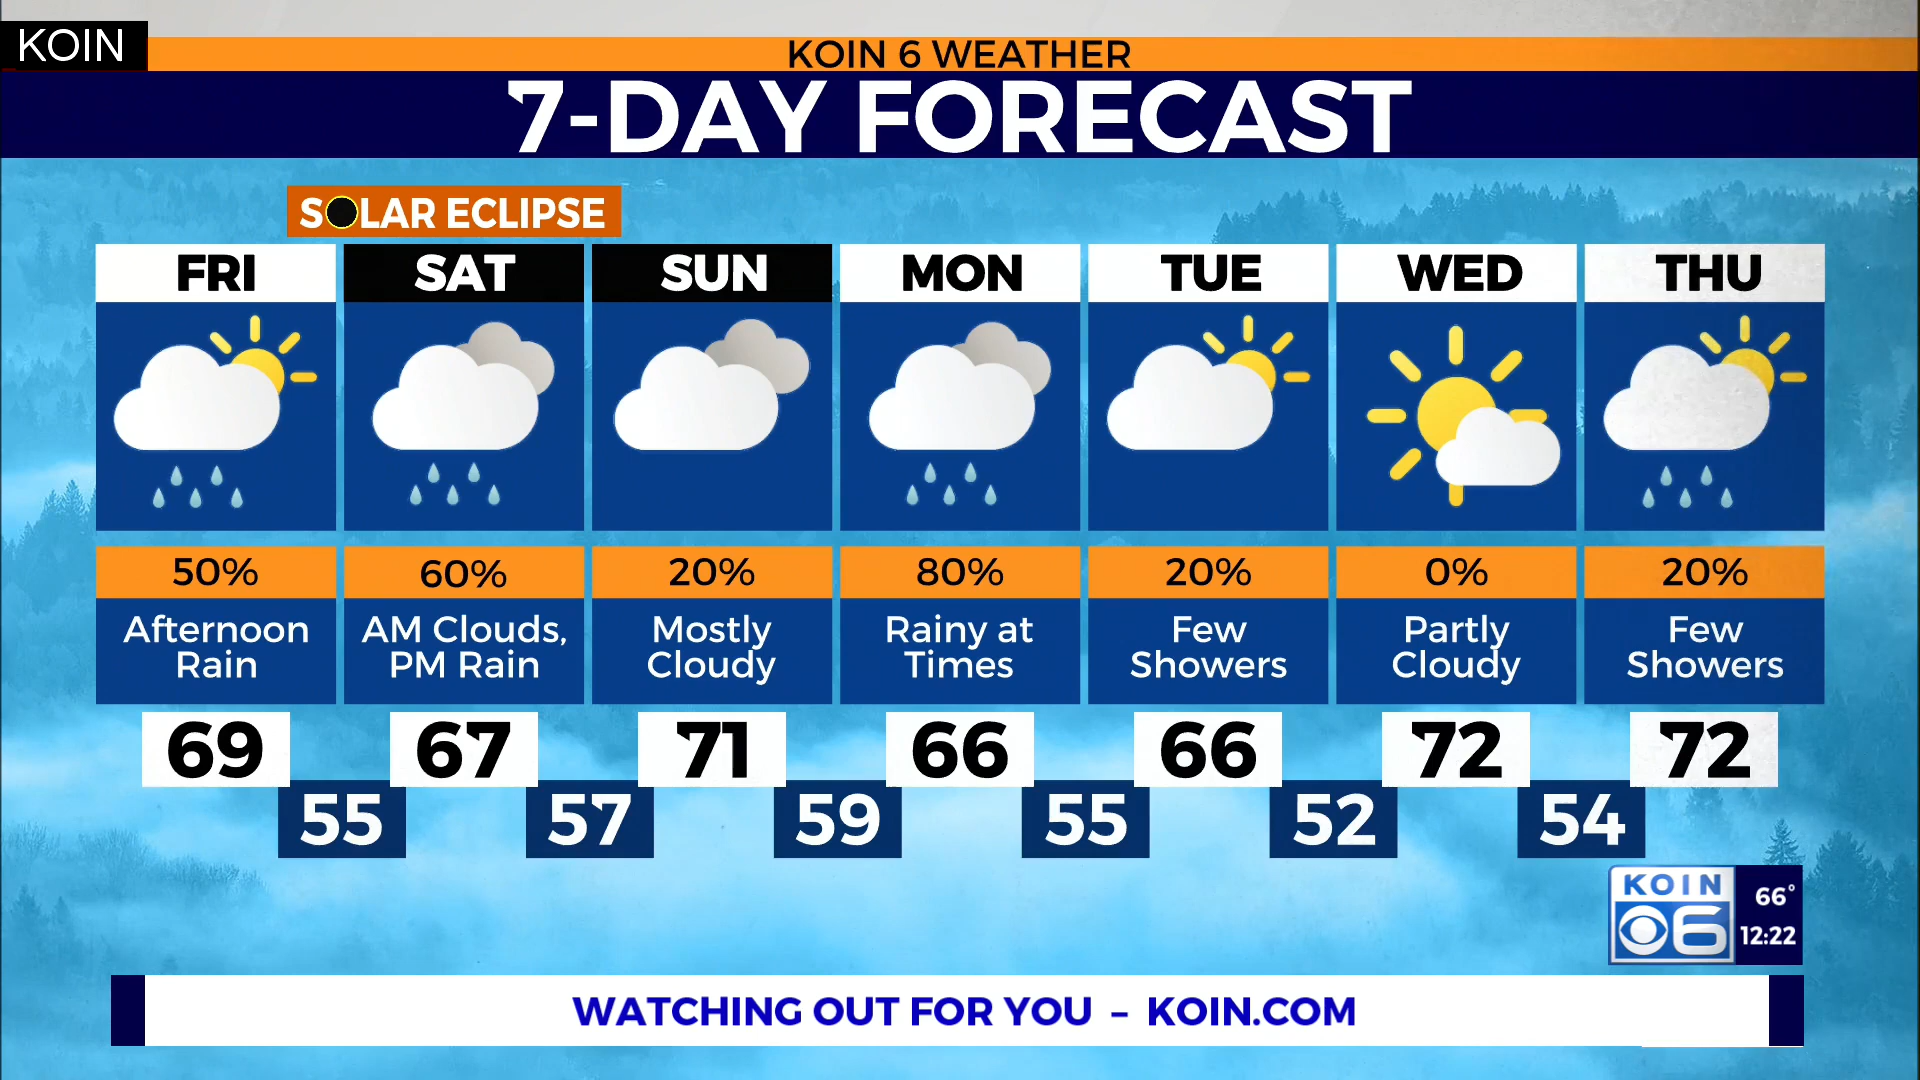 KOIN
KOIN 6 WEATHER
7-DAY FORECAST
SOLAR ECLIPSE
FRI
SAT
SUN
MON
TUE
WED
THU
50%
60%
20%
80%
20%
0%
20%
Afternoon
Rain
AM Clouds,
PM Rain
Mostly
Cloudy
Rainy at
Times
Few
Showers
Partly
Cloudy
Few
Showers
69
67
71
66
66
72
72
55
57
59
55
52
54
KOIN
6
66°
12:22
WATCHING OUT FOR YOU – KOIN.COM